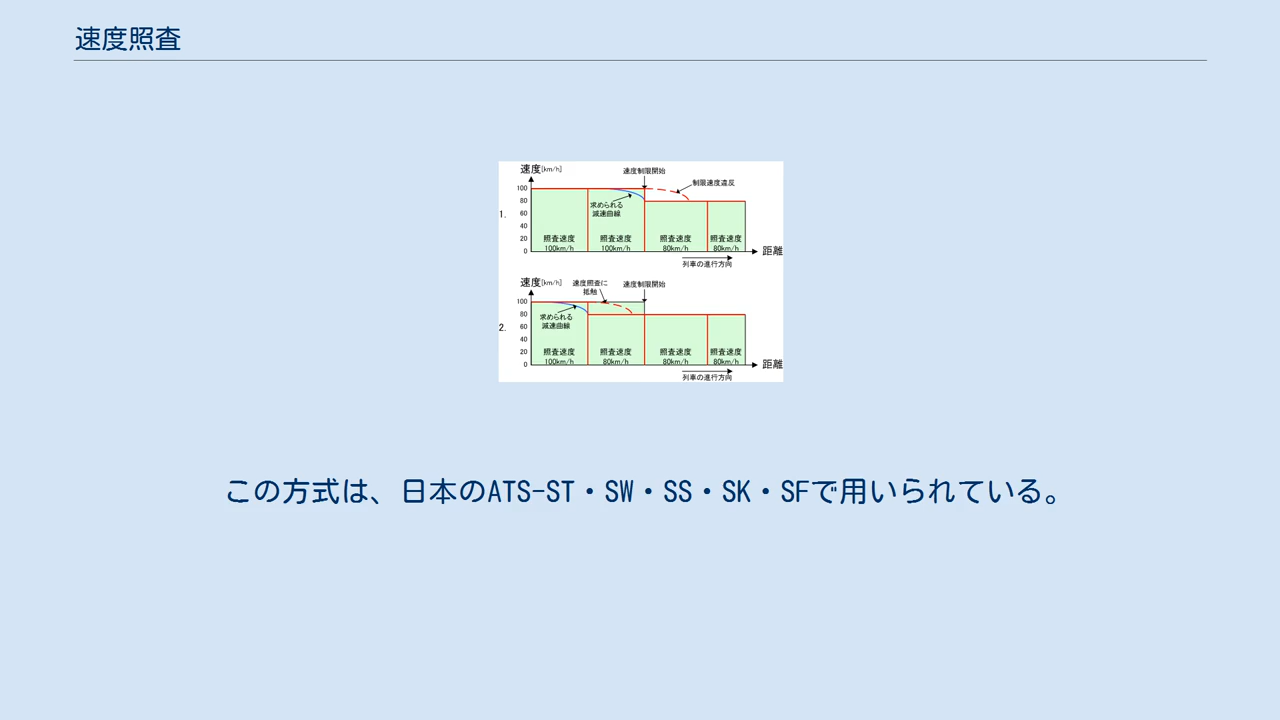 速度照査
速度[km/h]
速度制限開始
制限速度違反
100
80
60
40
20
0
1.
求められる
減速曲線
照査速度
100km/h
照査速度
100km/h
照査速度
80km/h
照査速度
80km/h
距離
列車の進行方向
速度[km/h]
速度照査に
抵触
速度制限開始
100
80
60
40
20
0
2.
求められる
減速曲線
照査速度
100km/h
照査速度
80km/h
照査速度
80km/h
照査速度
80km/h
距離
列車の進行方向
この方式は、日本のATS-ST・SW・SS・SK・SFで用いられている。